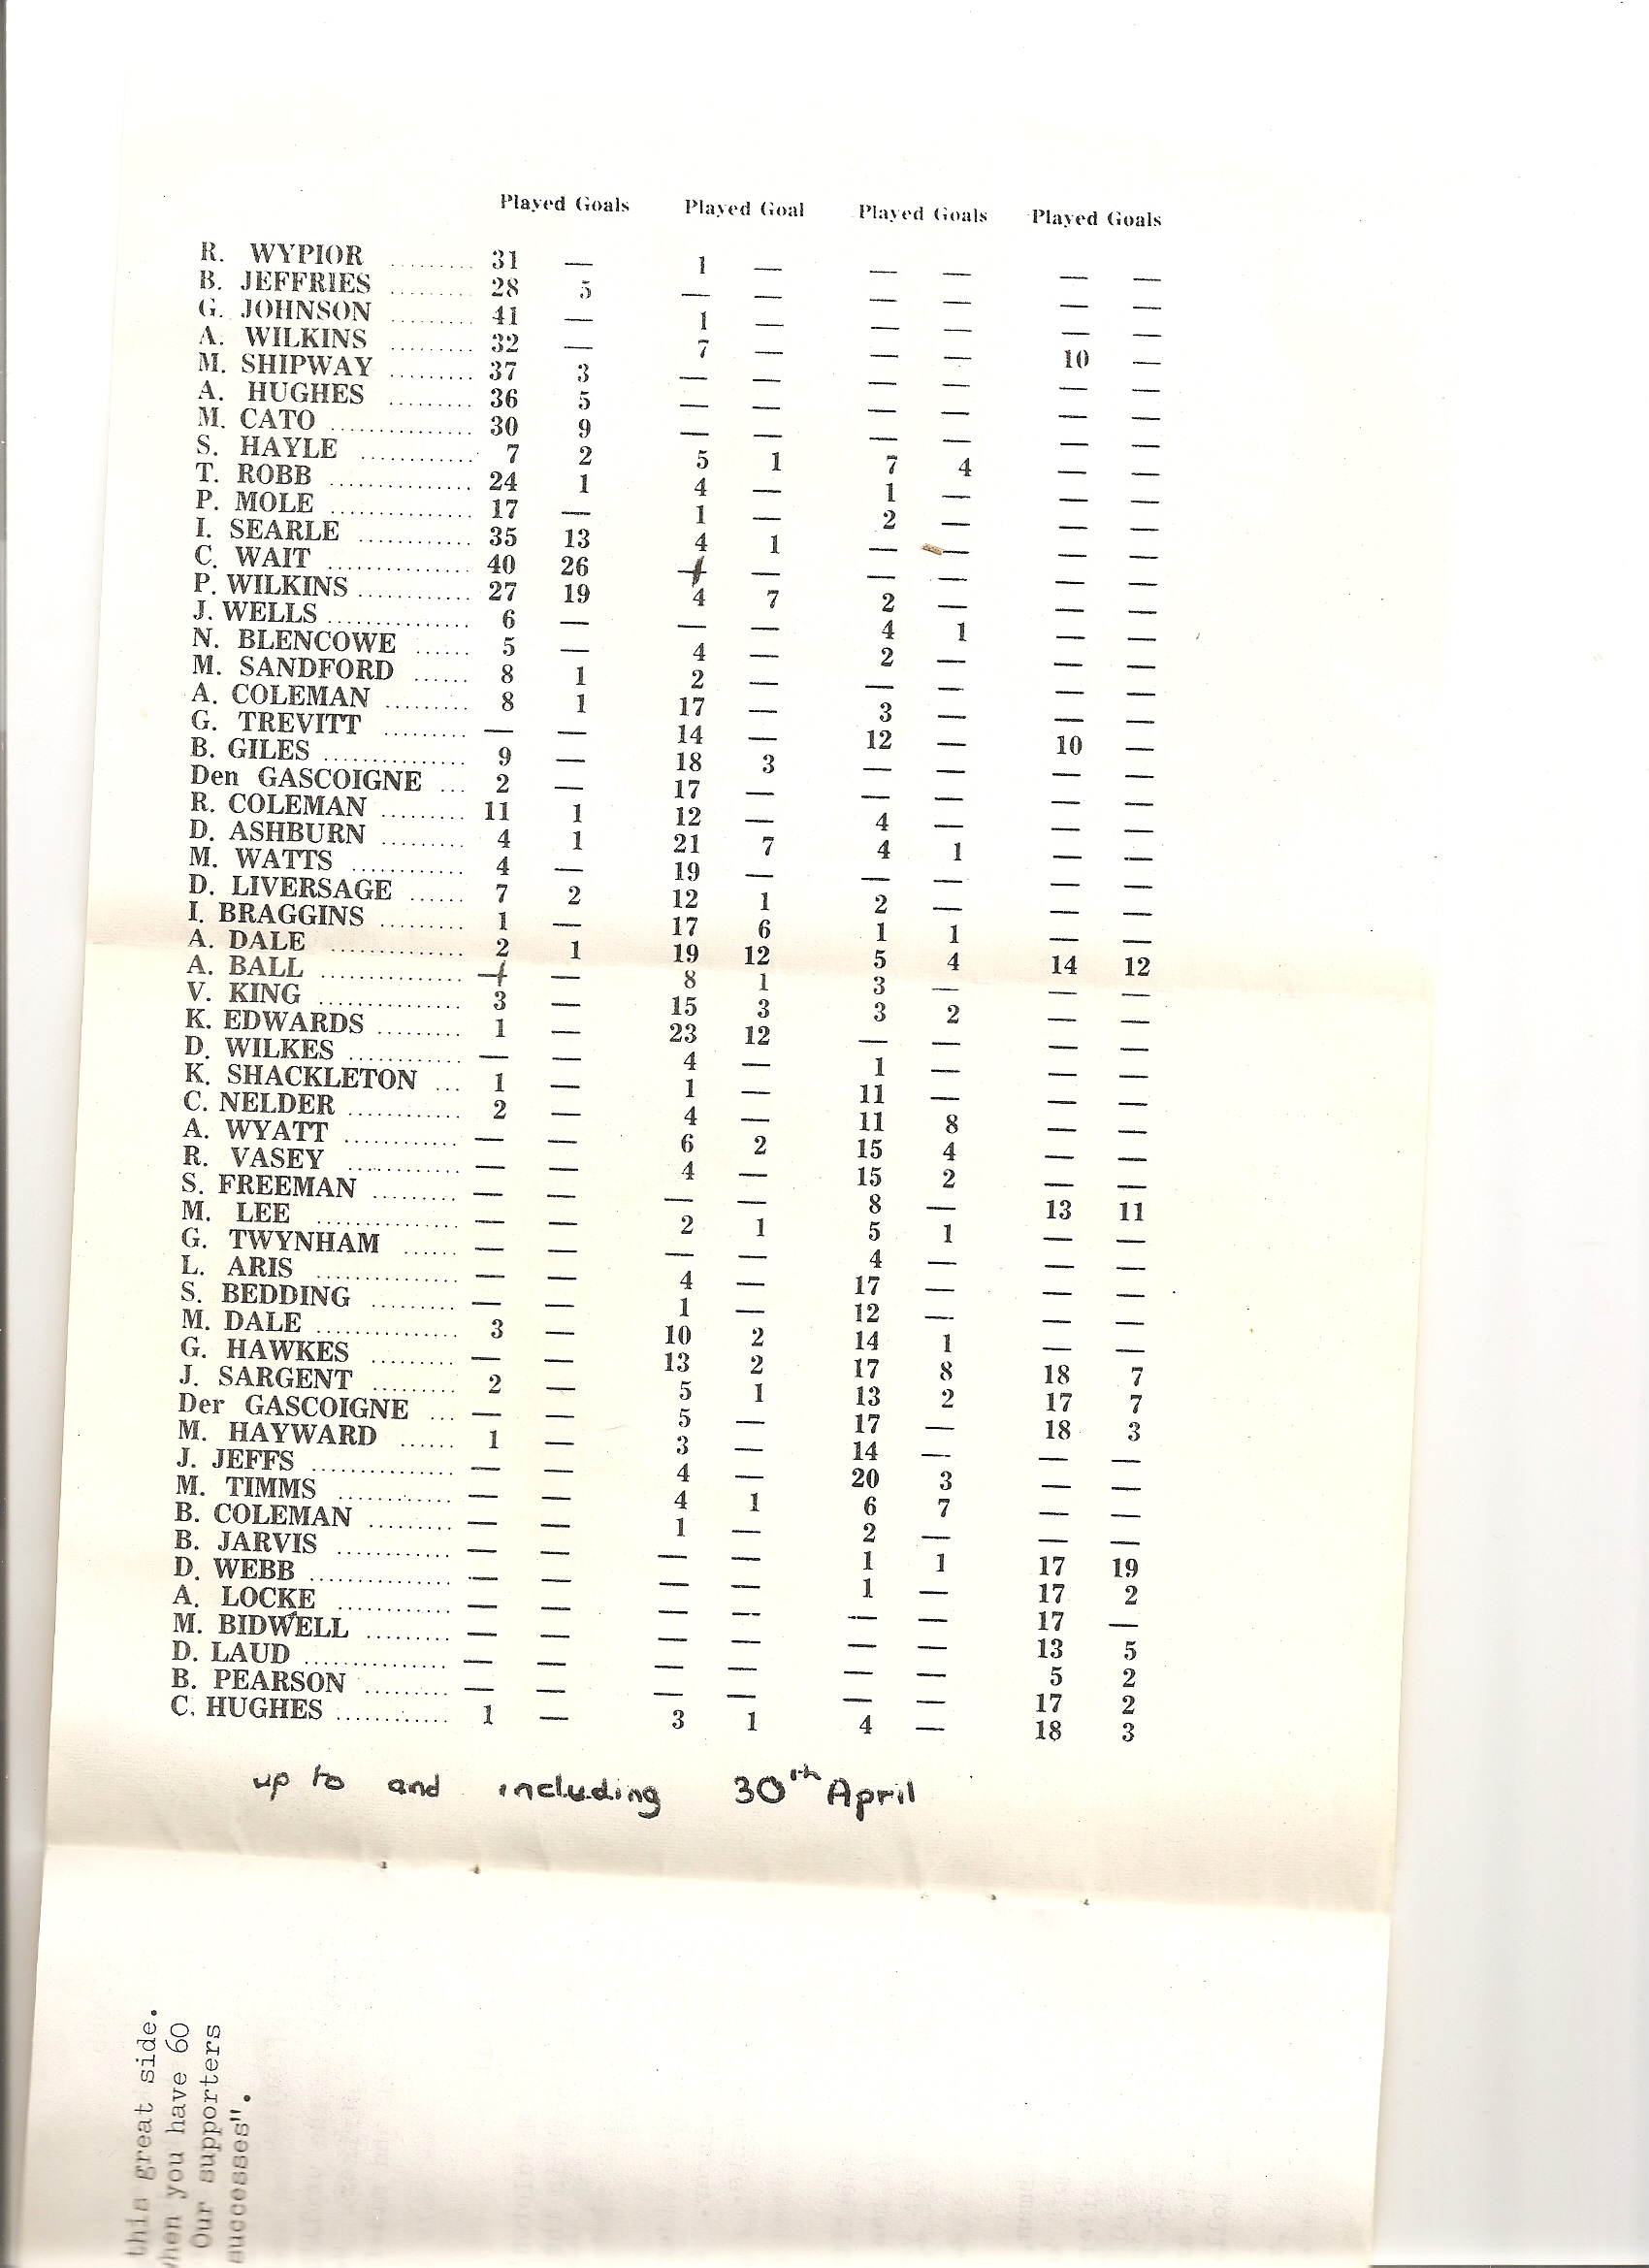 Played Goals Played Goal Played Goals Played Goals
R. WYPIOR ......... 31 — 1 — — — — —
B. JEFFRIES ......... 28 5 — — — — — —
G. JOHNSON ......... 41 — 1 — — — — —
A. WILKINS ......... 32 — 7 — — — 10 —
M. SHIPWAY ......... 37 3 — — — — — —
A. HUGHES ......... 36 5 — — — — — —
M. CATO ............... 30 9 — — — — — —
S. HAYLE ............ 7 2 5 1 7 4 — —
T. ROBB ............... 24 1 4 — 1 — — —
P. MOLE ............... 17 — 1 — 2 — — —
I. SEARLE ............ 35 13 4 1 — — — —
C. WAIT ............... 40 26 1 — — — — —
P. WILKINS ............ 27 19 4 7 2 — — —
J. WELLS ............... 6 — — — 4 1 — —
N. BLENCOWE ...... 5 — 4 — 2 — — —
M. SANDFORD ...... 8 1 2 — — — — —
A. COLEMAN ......... 8 1 17 — 3 — — —
G. TREVITT ......... — — 14 — 12 — 10 —
B. GILES ............... 9 — 18 3 — — — —
Den GASCOIGNE ... 2 — 17 — — — — —
R. COLEMAN ......... 11 1 12 — 4 — — —
D. ASHBURN ......... 4 1 21 7 4 1 — —
M. WATTS ............ 4 — 19 — — — — —
D. LIVERSAGE ...... 7 2 12 1 2 — — —
I. BRAGGINS ......... 1 — 17 6 1 1 — —
A. DALE ............... 2 1 19 12 5 4 14 12
A. BALL ............... 1 — 8 1 3 — — —
V. KING ............... 3 — 15 3 3 2 — —
K. EDWARDS ......... 1 — 23 12 — — — —
D. WILKES ............ — — 4 — 1 — — —
K. SHACKLETON ... 1 — 1 — 11 — — —
C. NELDER ............ 2 — 4 — 11 8 — —
A. WYATT ............ — — 6 2 15 4 — —
R. VASEY ............ — — 4 — 15 2 — —
S. FREEMAN ......... — — — — 8 — 13 11
M. LEE ............... — — 2 1 5 1 — —
G. TWYNHAM ...... — — — — 4 — — —
L. ARIS ............... — — 4 — 17 — — —
S. BEDDING ......... — — 1 — 12 — — —
M. DALE ............... 3 — 10 2 14 1 — —
G. HAWKES ......... — — 13 2 17 8 18 7
J. SARGENT ......... 2 — 5 1 13 2 17 7
Der GASCOIGNE ... — — 5 — 17 — 18 3
M. HAYWARD ...... 1 — 3 — 14 — — —
J. JEFFS ............... — — 4 — 20 3 — —
M. TIMMS ............ — — 4 1 6 7 — —
B. COLEMAN ......... — — 1 — 2 — — —
B. JARVIS ............ — — — — 1 1 17 19
D. WEBB ............... — — — — 1 — 17 2
A. LOCKE ............ — — — — — — 17 —
M. BIDWELL ......... — — — — — — 13 5
D. LAUD ............... — — — — — — 5 2
B. PEARSON ......... — — — — — — 17 2
C. HUGHES ............ 1 — 3 1 4 — 18 3
up to and including 30th April
this great side.
when you have 60
Our supporters
successes".